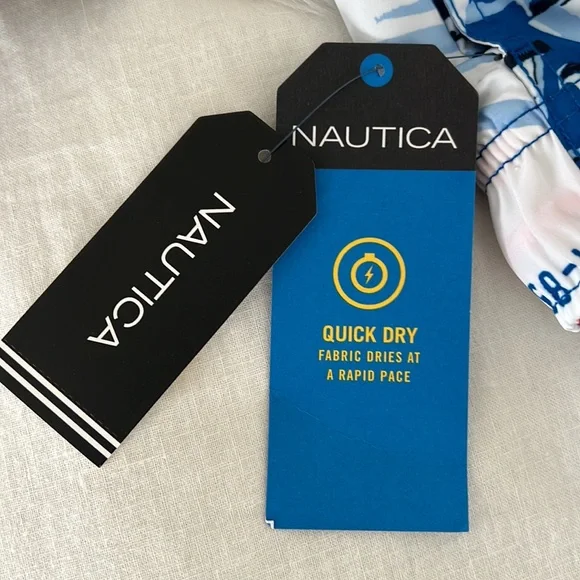 NAUTICA
NAUTICA
QUICK DRY
FABRIC DRIES AT
A RAPID PACE